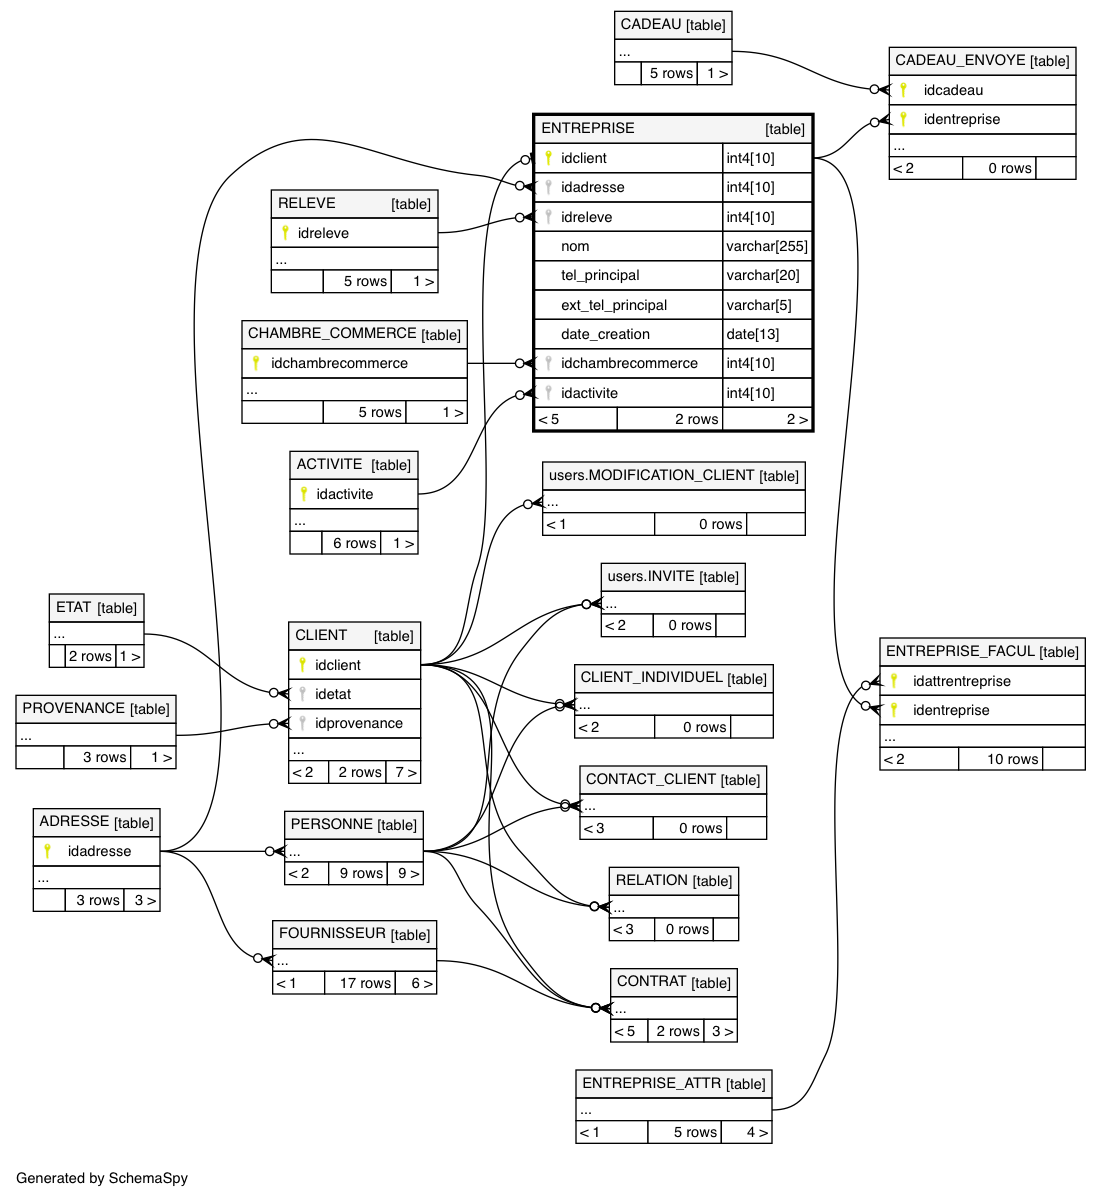 CADEAU [table]
...
5 rows 1 >
CADEAU_ENVOYE [table]
idcadeau
identreprise
...
< 2 0 rows
ENTREPRISE [table]
idclient int4[10]
idadresse int4[10]
idreleve int4[10]
nom varchar[255]
tel_principal varchar[20]
ext_tel_principal varchar[5]
date_creation date[13]
idchambrecommerce int4[10]
idactivite int4[10]
< 5 2 rows 2 >
RELEVE [table]
idreleve
...
5 rows 1 >
CHAMBRE_COMMERCE [table]
idchambrecommerce
...
5 rows 1 >
ACTIVITE [table]
idactivite
...
6 rows 1 >
users.MODIFICATION_CLIENT [table]
...
< 1 0 rows
users.INVITE [table]
...
< 2 0 rows
ETAT [table]
...
2 rows 1 >
CLIENT [table]
idclient
idetat
idprovenance
...
< 2 2 rows 7 >
PROVENANCE [table]
...
3 rows 1 >
CLIENT_INDIVIDUEL [table]
...
< 2 0 rows
ENTREPRISE_FACUL [table]
idattrentreprise
identreprise
...
< 2 10 rows
CONTACT_CLIENT [table]
...
< 3 0 rows
ADRESSE [table]
idadresse
...
3 rows 3 >
PERSONNE [table]
...
< 2 9 rows 9 >
RELATION [table]
...
< 3 0 rows
FOURNISSEUR [table]
...
< 1 17 rows 6 >
CONTRAT [table]
...
< 5 2 rows 3 >
ENTREPRISE_ATTR [table]
...
< 1 5 rows 4 >
Generated by SchemaSpy